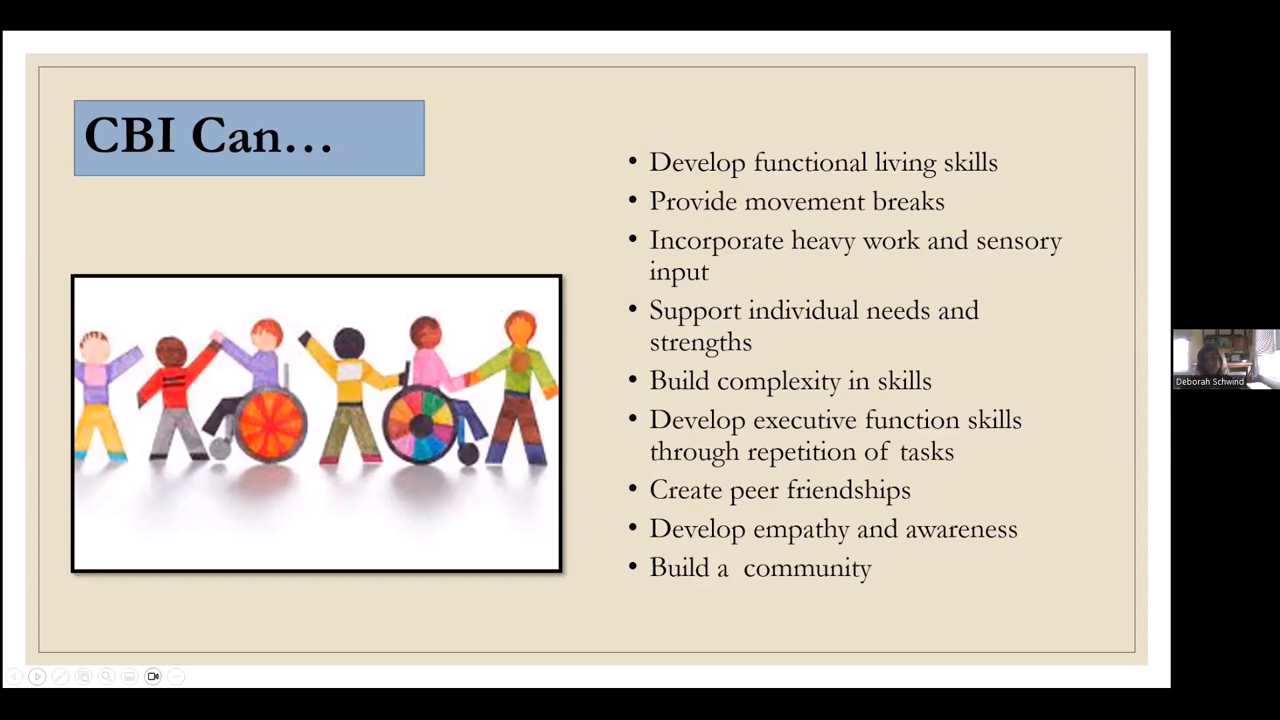 CBI Can…
• Develop functional living skills
• Provide movement breaks
• Incorporate heavy work and sensory
input
• Support individual needs and
strengths
• Build complexity in skills
• Develop executive function skills
through repetition of tasks
• Create peer friendships
• Develop empathy and awareness
• Build a  community
Deborah Schwind